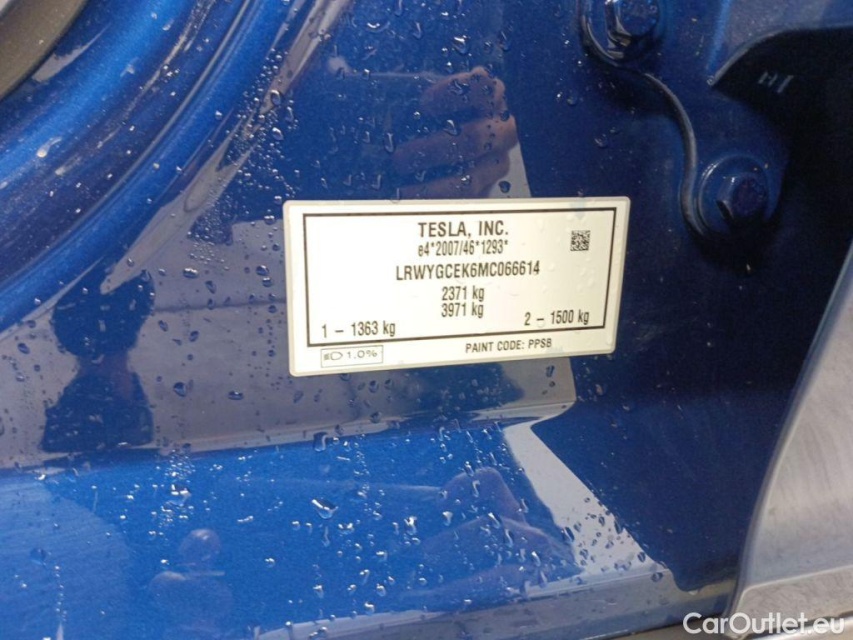 TESLA, INC.
e4*2007/46*1293*
LRWYGCEK6MC066614
2371 kg
3971 kg
1 – 1363 kg
2 – 1500 kg
1.0%
PAINT CODE: PPSB
CarOutlet.eu